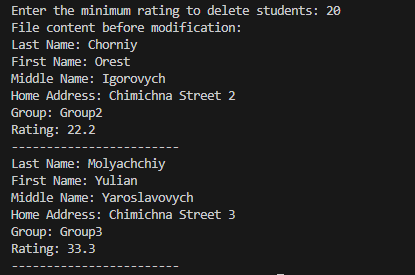 Enter the minimum rating to delete students: 20
File content before modification:
Last Name: Chorniy
First Name: Orest
Middle Name: Igorovych
Home Address: Chimichna Street 2
Group: Group2
Rating: 22.2
------------------------
Last Name: Molyachchiy
First Name: Yulian
Middle Name: Yaroslavovych
Home Address: Chimichna Street 3
Group: Group3
Rating: 33.3
------------------------